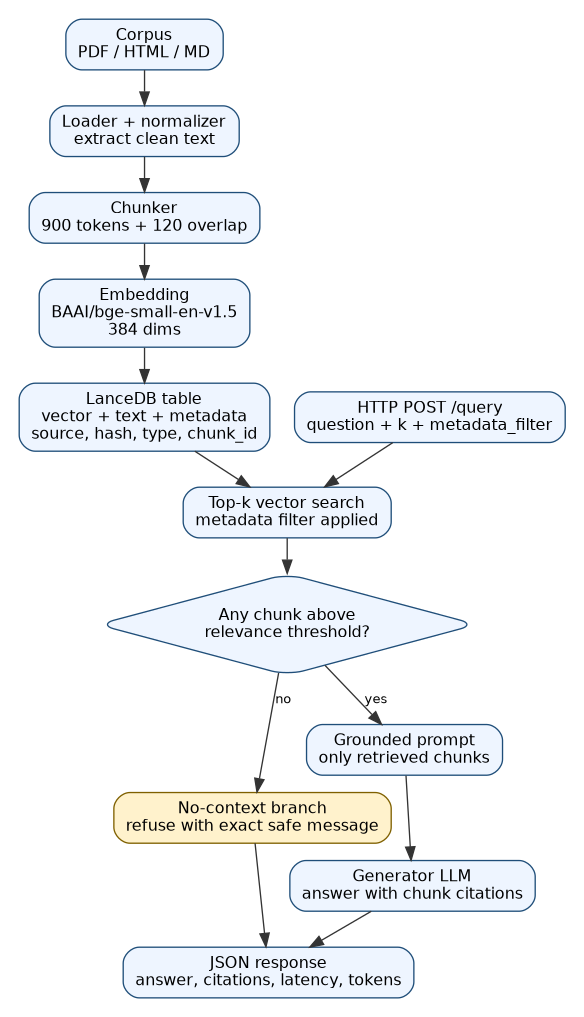 Corpus
PDF / HTML / MD
Loader + normalizer
extract clean text
Chunker
900 tokens + 120 overlap
Embedding
BAAI/bge-small-en-v1.5
384 dims
LanceDB table
vector + text + metadata
source, hash, type, chunk_id
HTTP POST /query
question + k + metadata_filter
Top-k vector search
metadata filter applied
Any chunk above
relevance threshold?
no
yes
Grounded prompt
only retrieved chunks
No-context branch
refuse with exact safe message
Generator LLM
answer with chunk citations
JSON response
answer, citations, latency, tokens